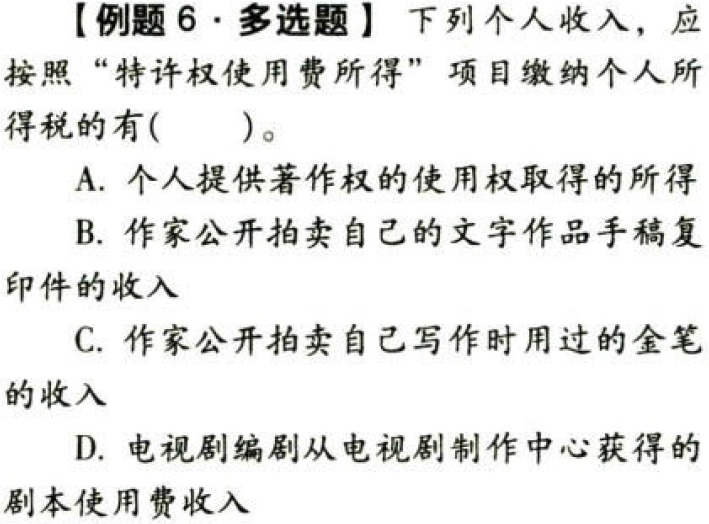 【例题 6·多选题】 下列个人收入，应
按照“特许权使用费所得”项目缴纳个人所
得税的有(　　)。
A. 个人提供著作权的使用权取得的所得
B. 作家公开拍卖自己的文字作品手稿复
印件的收入
C. 作家公开拍卖自己写作时用过的金笔
的收入
D. 电视剧编剧从电视剧制作中心获得的
剧本使用费收入